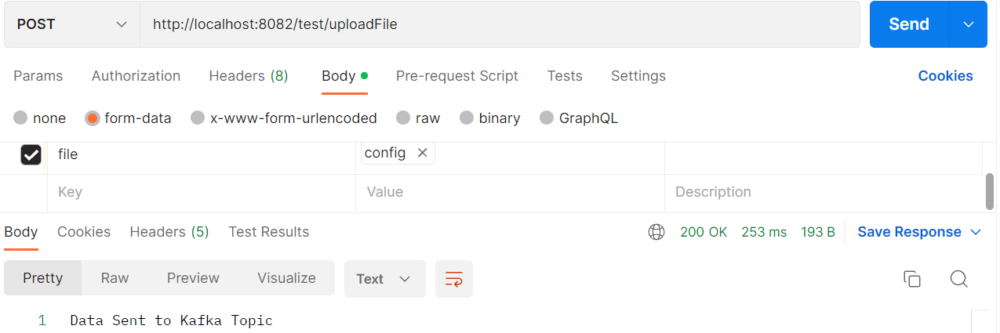 POST http://localhost:8082/test/uploadFile Send
Params Authorization Headers (8) Body Pre-request Script Tests Settings Cookies
none form-data x-www-form-urlencoded raw binary GraphQL
file config
Key Value Description
Body Cookies Headers (5) Test Results 200 OK 253 ms 193 B Save Response
Pretty Raw Preview Visualize Text
1 Data Sent to Kafka Topic